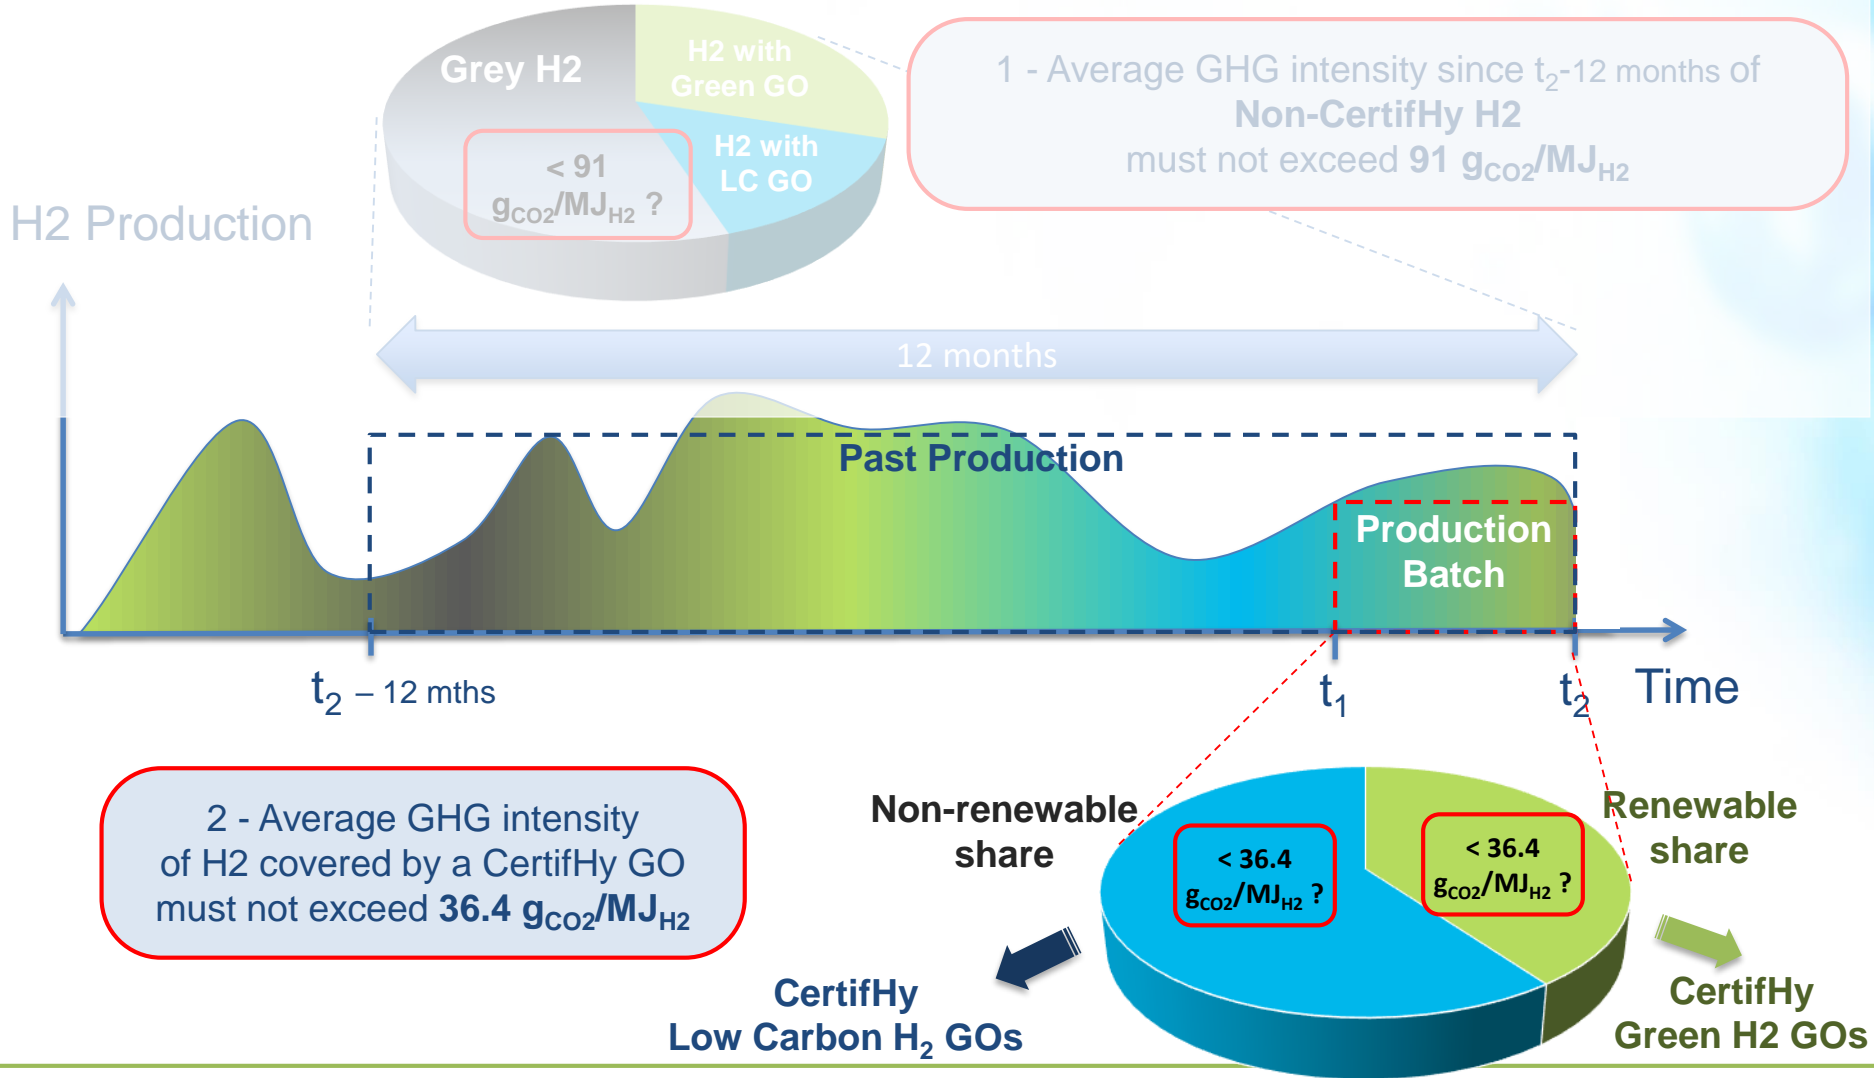 Grey H2
H2 with
Green GO
H2 with
LC GO
< 91
gCO2/MJH2 ?
1 - Average GHG intensity since t2-12 months of
Non-CertifHy H2
must not exceed 91 gCO2/MJH2
H2 Production
12 months
Past Production
Production
Batch
t2 – 12 mths
t1
t2
Time
2 - Average GHG intensity
of H2 covered by a CertifHy GO
must not exceed 36.4 gCO2/MJH2
Non-renewable
share
< 36.4
gCO2/MJH2 ?
< 36.4
gCO2/MJH2 ?
Renewable
share
CertifHy
Low Carbon H2 GOs
CertifHy
Green H2 GOs